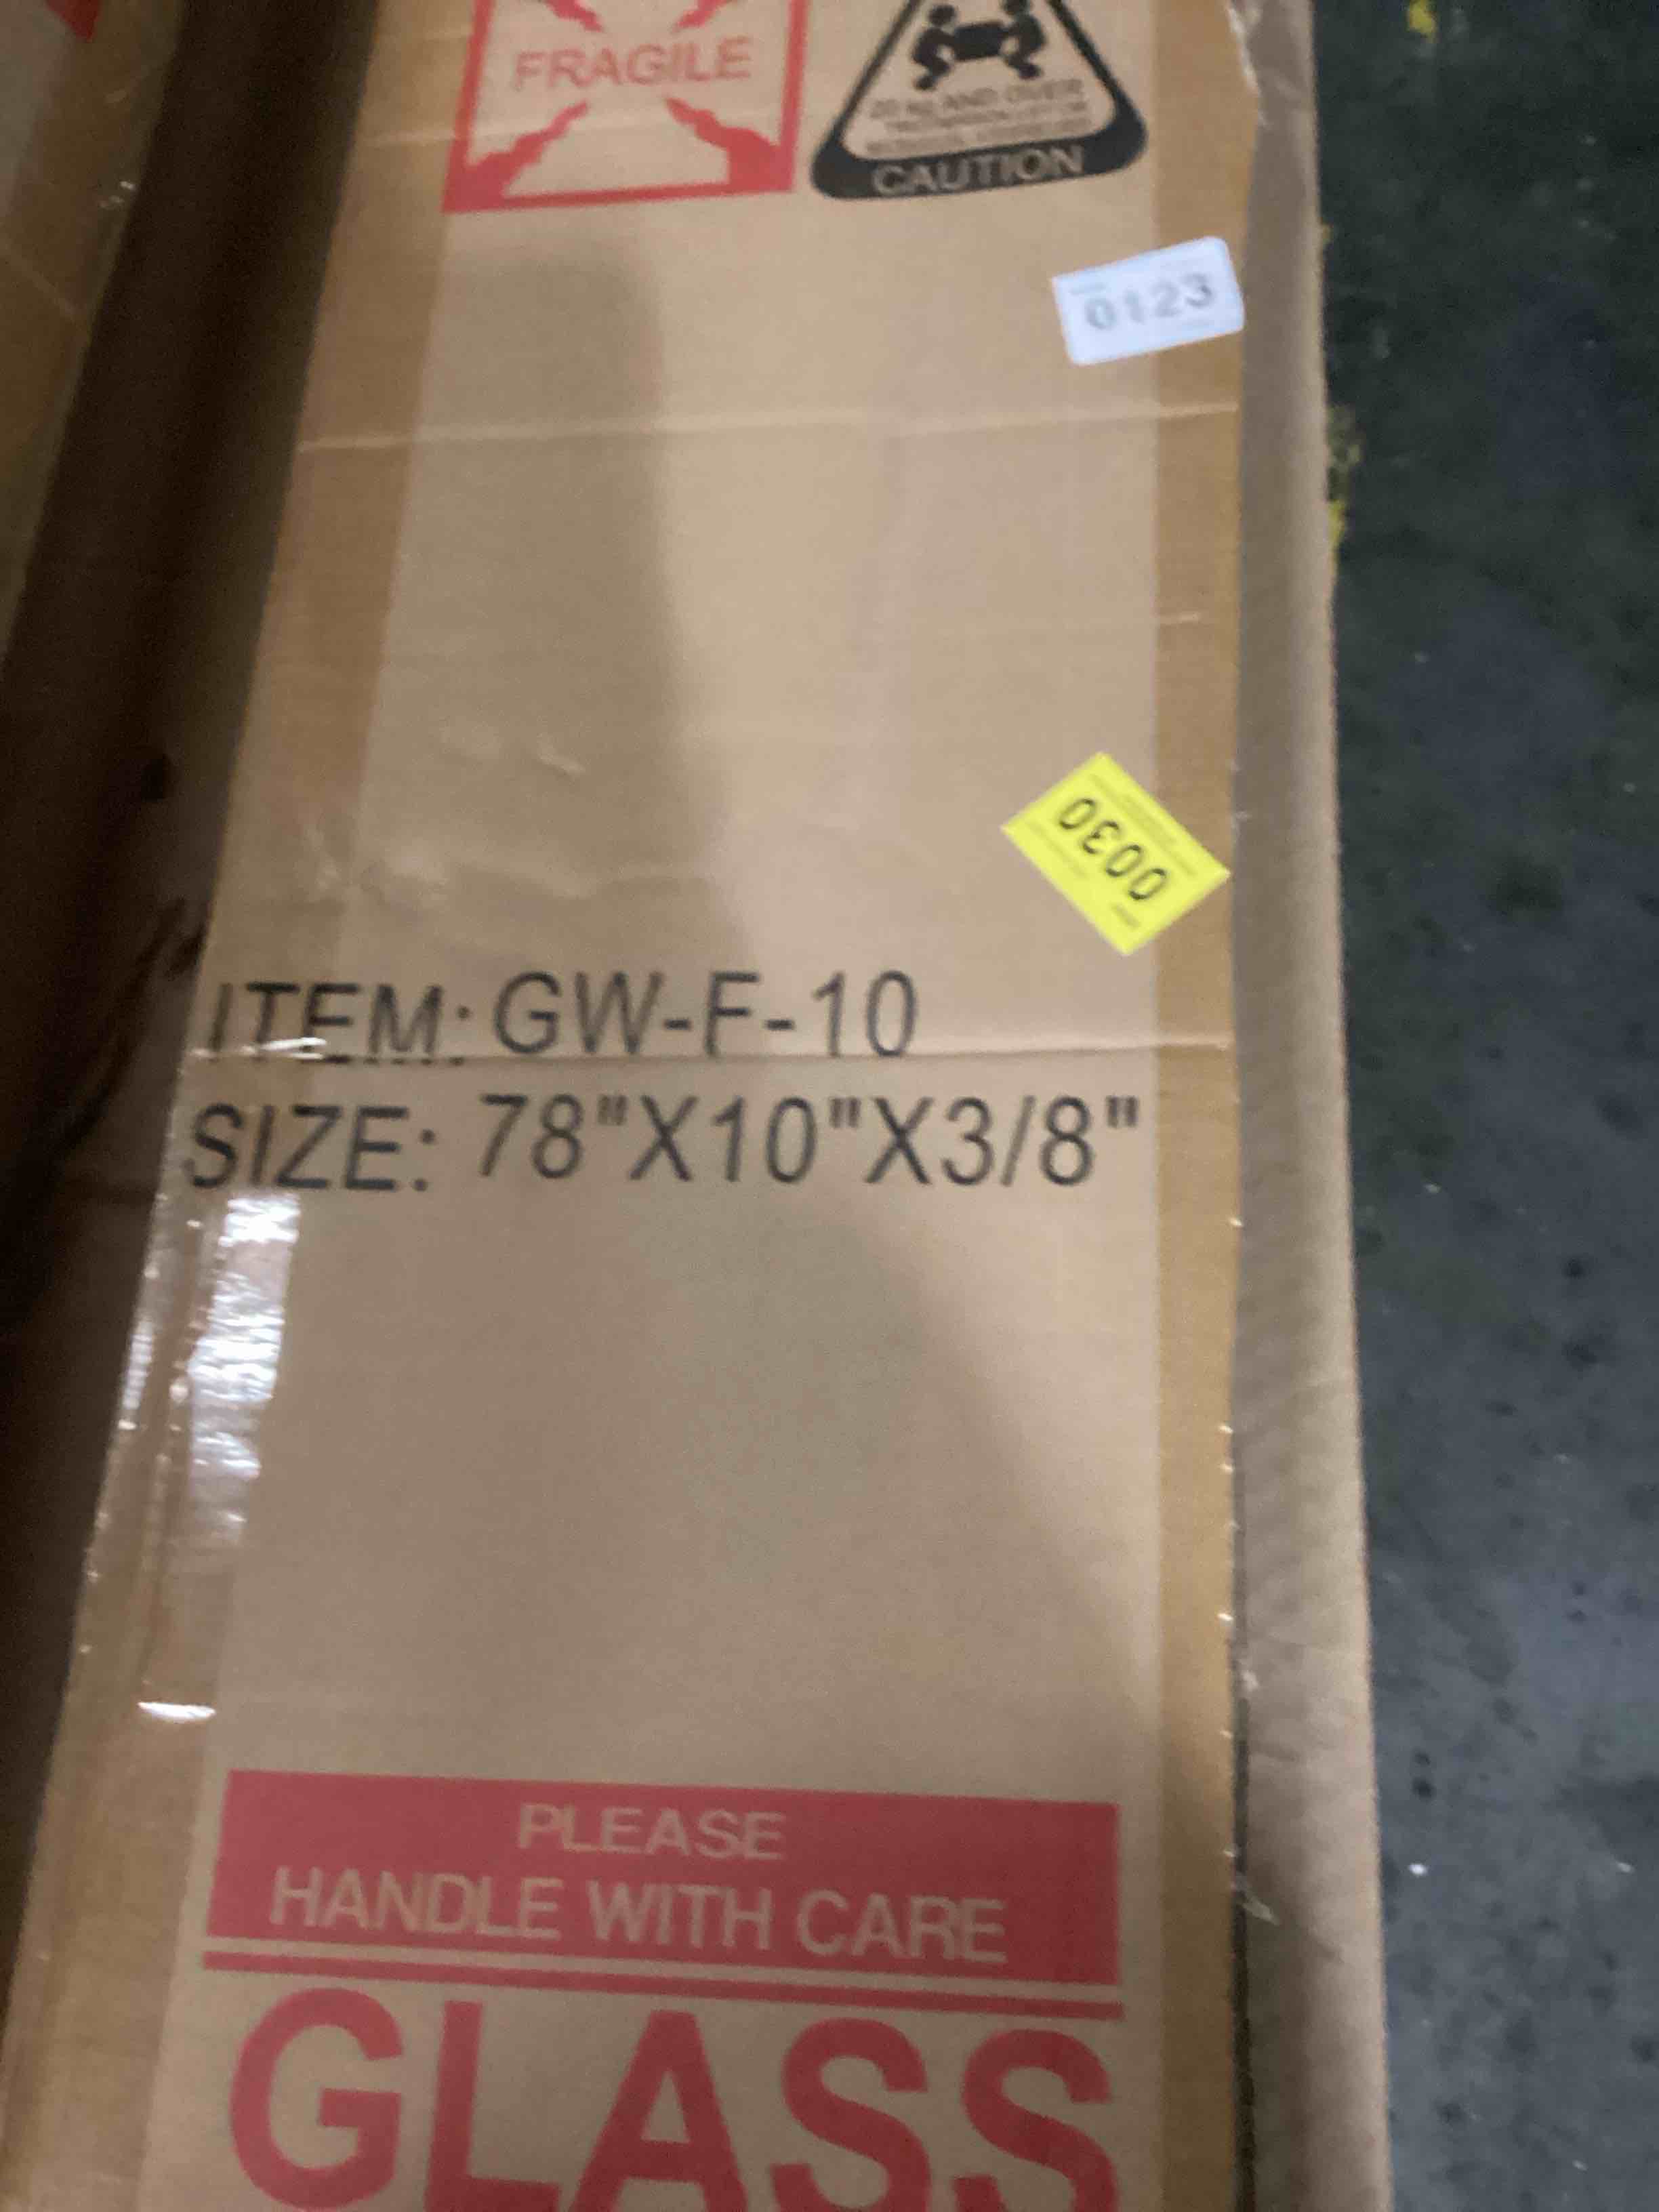 FRAGILE
CAUTION
0123
0030
ITEM: GW-F-10
SIZE: 78"X10"X3/8"
PLEASE
HANDLE WITH CARE
GLASS